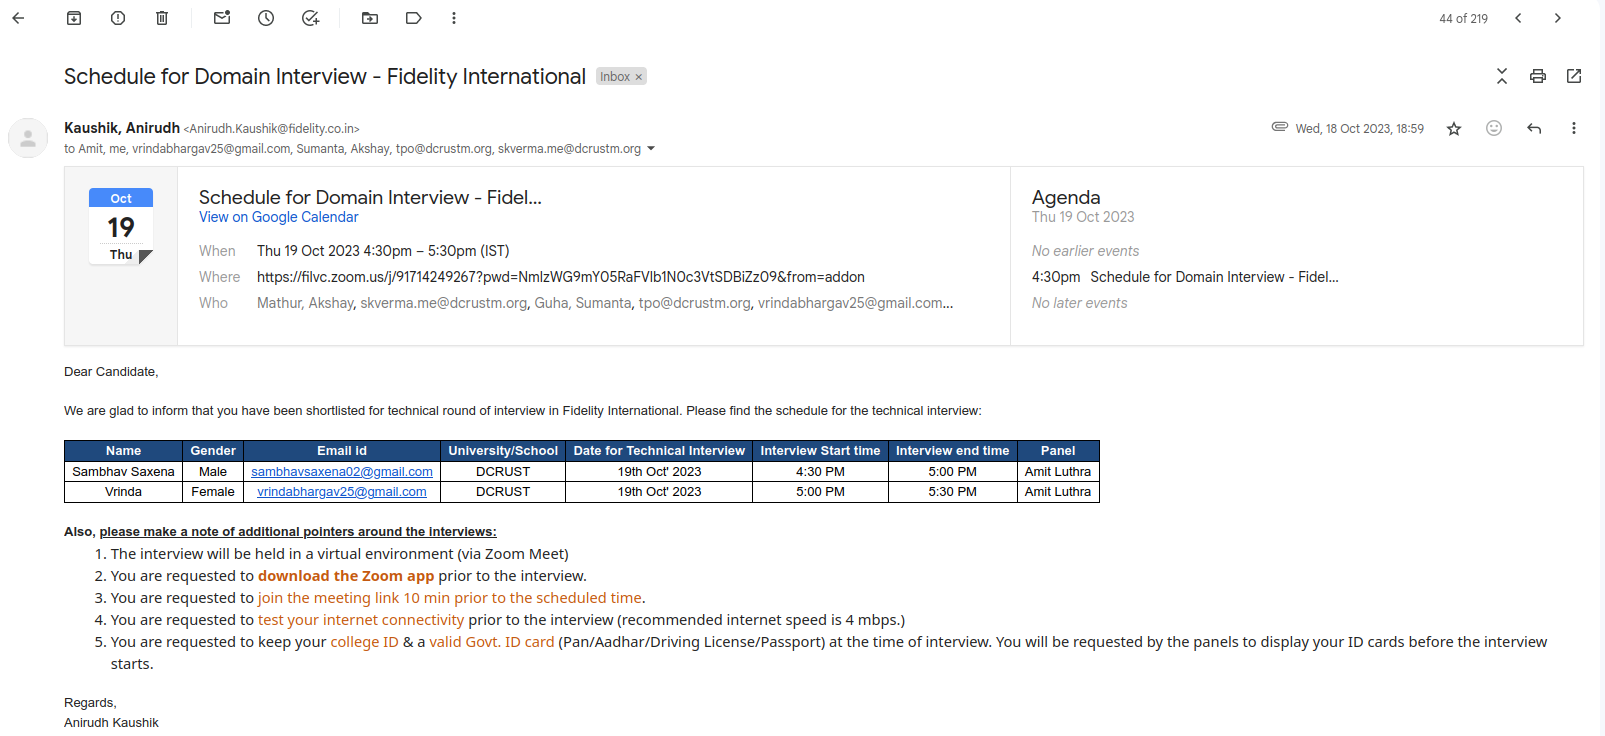 44 of 219
Schedule for Domain Interview - Fidelity International Inbox ×
Kaushik, Anirudh <Anirudh.Kaushik@fidelity.co.in> Wed, 18 Oct 2023, 18:59
to Amit, me, vrindabhargav25@gmail.com, Sumanta, Akshay, tpo@dcrustm.org, skverma.me@dcrustm.org
Oct
19
Thu
Schedule for Domain Interview - Fidel...
View on Google Calendar
When Thu 19 Oct 2023 4:30pm – 5:30pm (IST)
Where https://filvc.zoom.us/j/91714249267?pwd=NmlzWG9mYO5RaFVIb1N0c3VtSDBiZz09&from=addon
Who Mathur, Akshay, skverma.me@dcrustm.org, Guha, Sumanta, tpo@dcrustm.org, vrindabhargav25@gmail.com...
Agenda
Thu 19 Oct 2023
No earlier events
4:30pm Schedule for Domain Interview - Fidel...
No later events
Dear Candidate,
We are glad to inform that you have been shortlisted for technical round of interview in Fidelity International. Please find the schedule for the technical interview:
Name Gender Email id University/School Date for Technical Interview Interview Start time Interview end time Panel
Sambhav Saxena Male sambhavsaxena02@gmail.com DCRUST 19th Oct' 2023 4:30 PM 5:00 PM Amit Luthra
Vrinda Female vrindabhargav25@gmail.com DCRUST 19th Oct' 2023 5:00 PM 5:30 PM Amit Luthra
Also, please make a note of additional pointers around the interviews:
1. The interview will be held in a virtual environment (via Zoom Meet)
2. You are requested to download the Zoom app prior to the interview.
3. You are requested to join the meeting link 10 min prior to the scheduled time.
4. You are requested to test your internet connectivity prior to the interview (recommended internet speed is 4 mbps.)
5. You are requested to keep your college ID & a valid Govt. ID card (Pan/Aadhar/Driving License/Passport) at the time of interview. You will be requested by the panels to display your ID cards before the interview
starts.
Regards,
Anirudh Kaushik